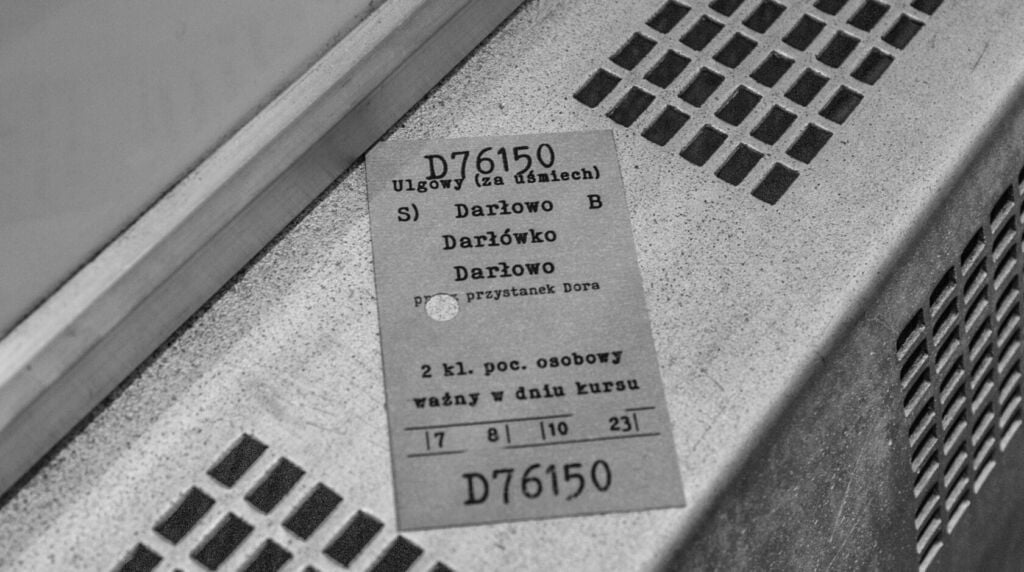 D76150
Ulgowy (za uśmiech)
S) Darłowo B
Darłówko
Darłowo
przystanek Dora
2 kl. poc. osobowy
ważny w dniu kursu
|7 8| |10 23|
D76150